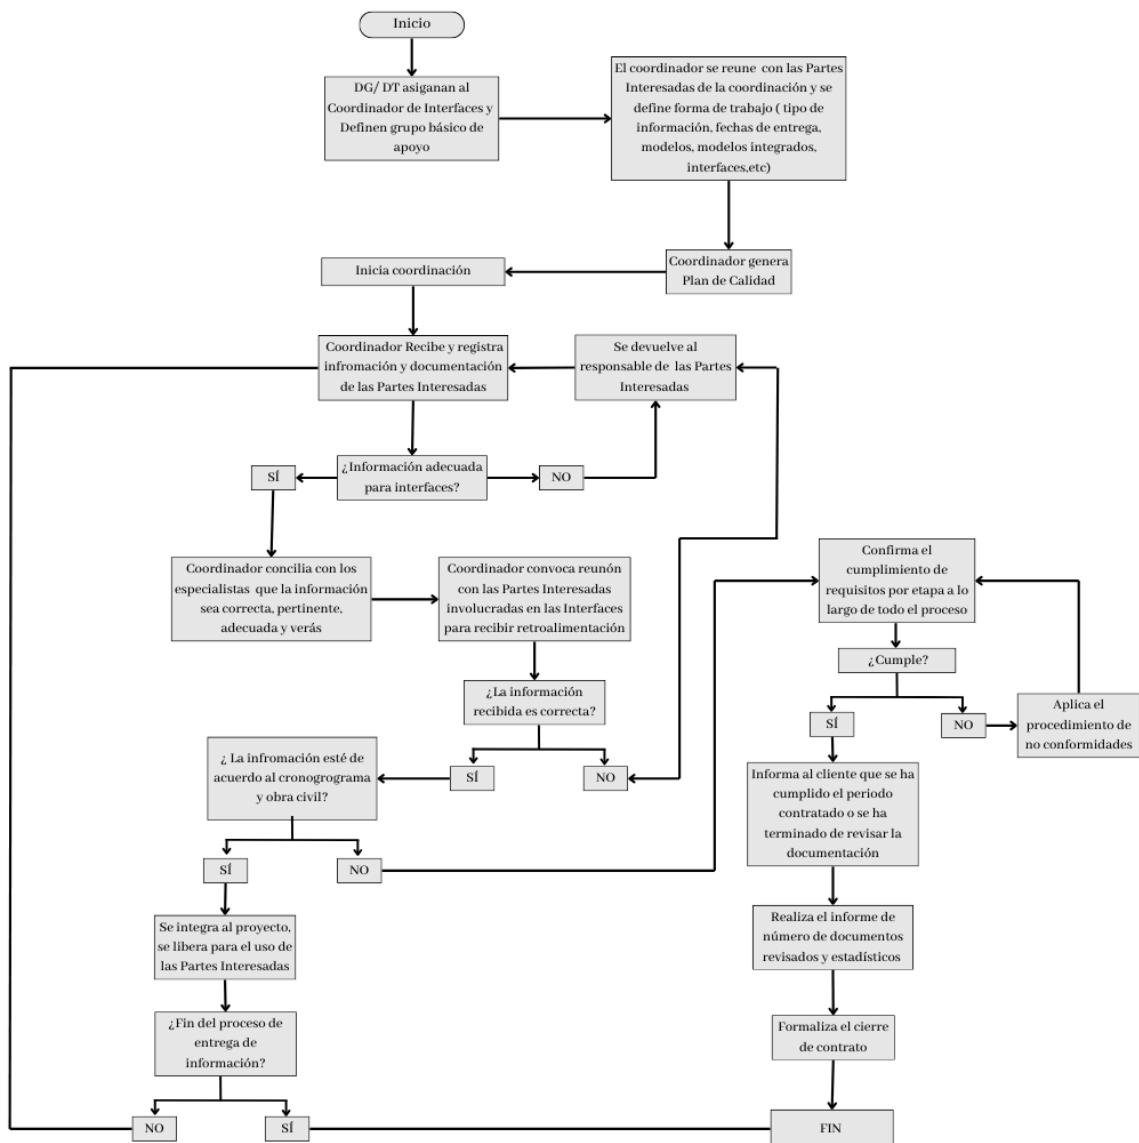 Inicio
DG/ DT asiganan al
Coordinador de Interfaces y
Definen grupo básico de
apoyo
El coordinador se reune con las Partes
Interesadas de la coordinación y se
define forma de trabajo ( tipo de
información, fechas de entrega,
modelos, modelos integrados,
interfaces,etc)
Coordinador genera
Plan de Calidad
Inicia coordinación
Coordinador Recibe y registra
infromación y documentación
de las Partes Interesadas
Se devuelve al
responsable de las Partes
Interesadas
¿Información adecuada
para interfaces?
SÍ
NO
Coordinador concilia con los
especialistas que la información
sea correcta, pertinente,
adecuada y verás
Coordinador convoca reunón
con las Partes Interesadas
involucradas en las Interfaces
para recibir retroalimentación
¿La información
recibida es correcta?
SÍ
NO
¿ La infromación esté de
acuerdo al cronogrograma
y obra civil?
SÍ
NO
Se integra al proyecto,
se libera para el uso de
las Partes Interesadas
¿Fin del proceso de
entrega de
información?
NO
SÍ
Confirma el
cumplimiento de
requisitos por etapa a lo
largo de todo el proceso
¿Cumple?
SÍ
NO
Aplica el
procedimiento de
no conformidades
Informa al cliente que se ha
cumplido el periodo
contratado o se ha
terminado de revisar la
documentación
Realiza el informe de
número de documentos
revisados y estadísticos
Formaliza el cierre
de contrato
FIN